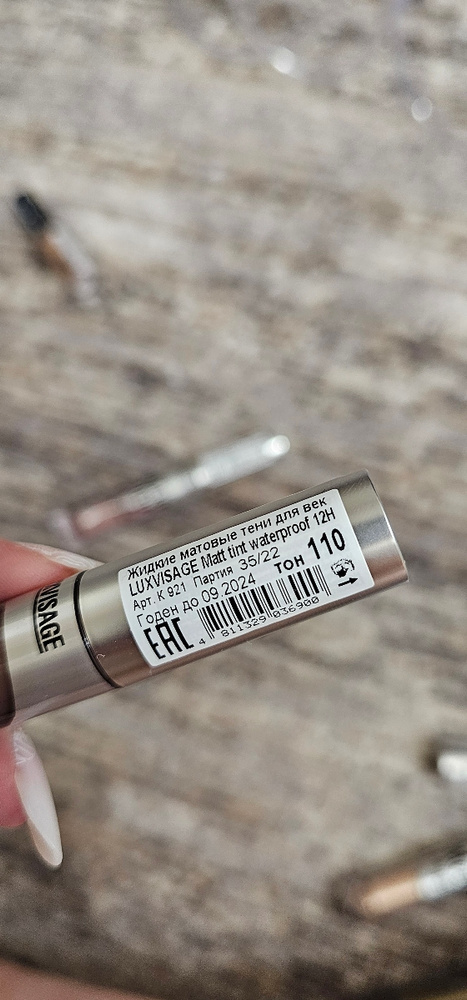 Жидкие матовые тени для век
LUXVISAGE Matt tint waterproof 12H
Арт. К 921 Партия 35/22
Годен до 09.2024 тон 110
EAC
4 811329 036900
VISAGE